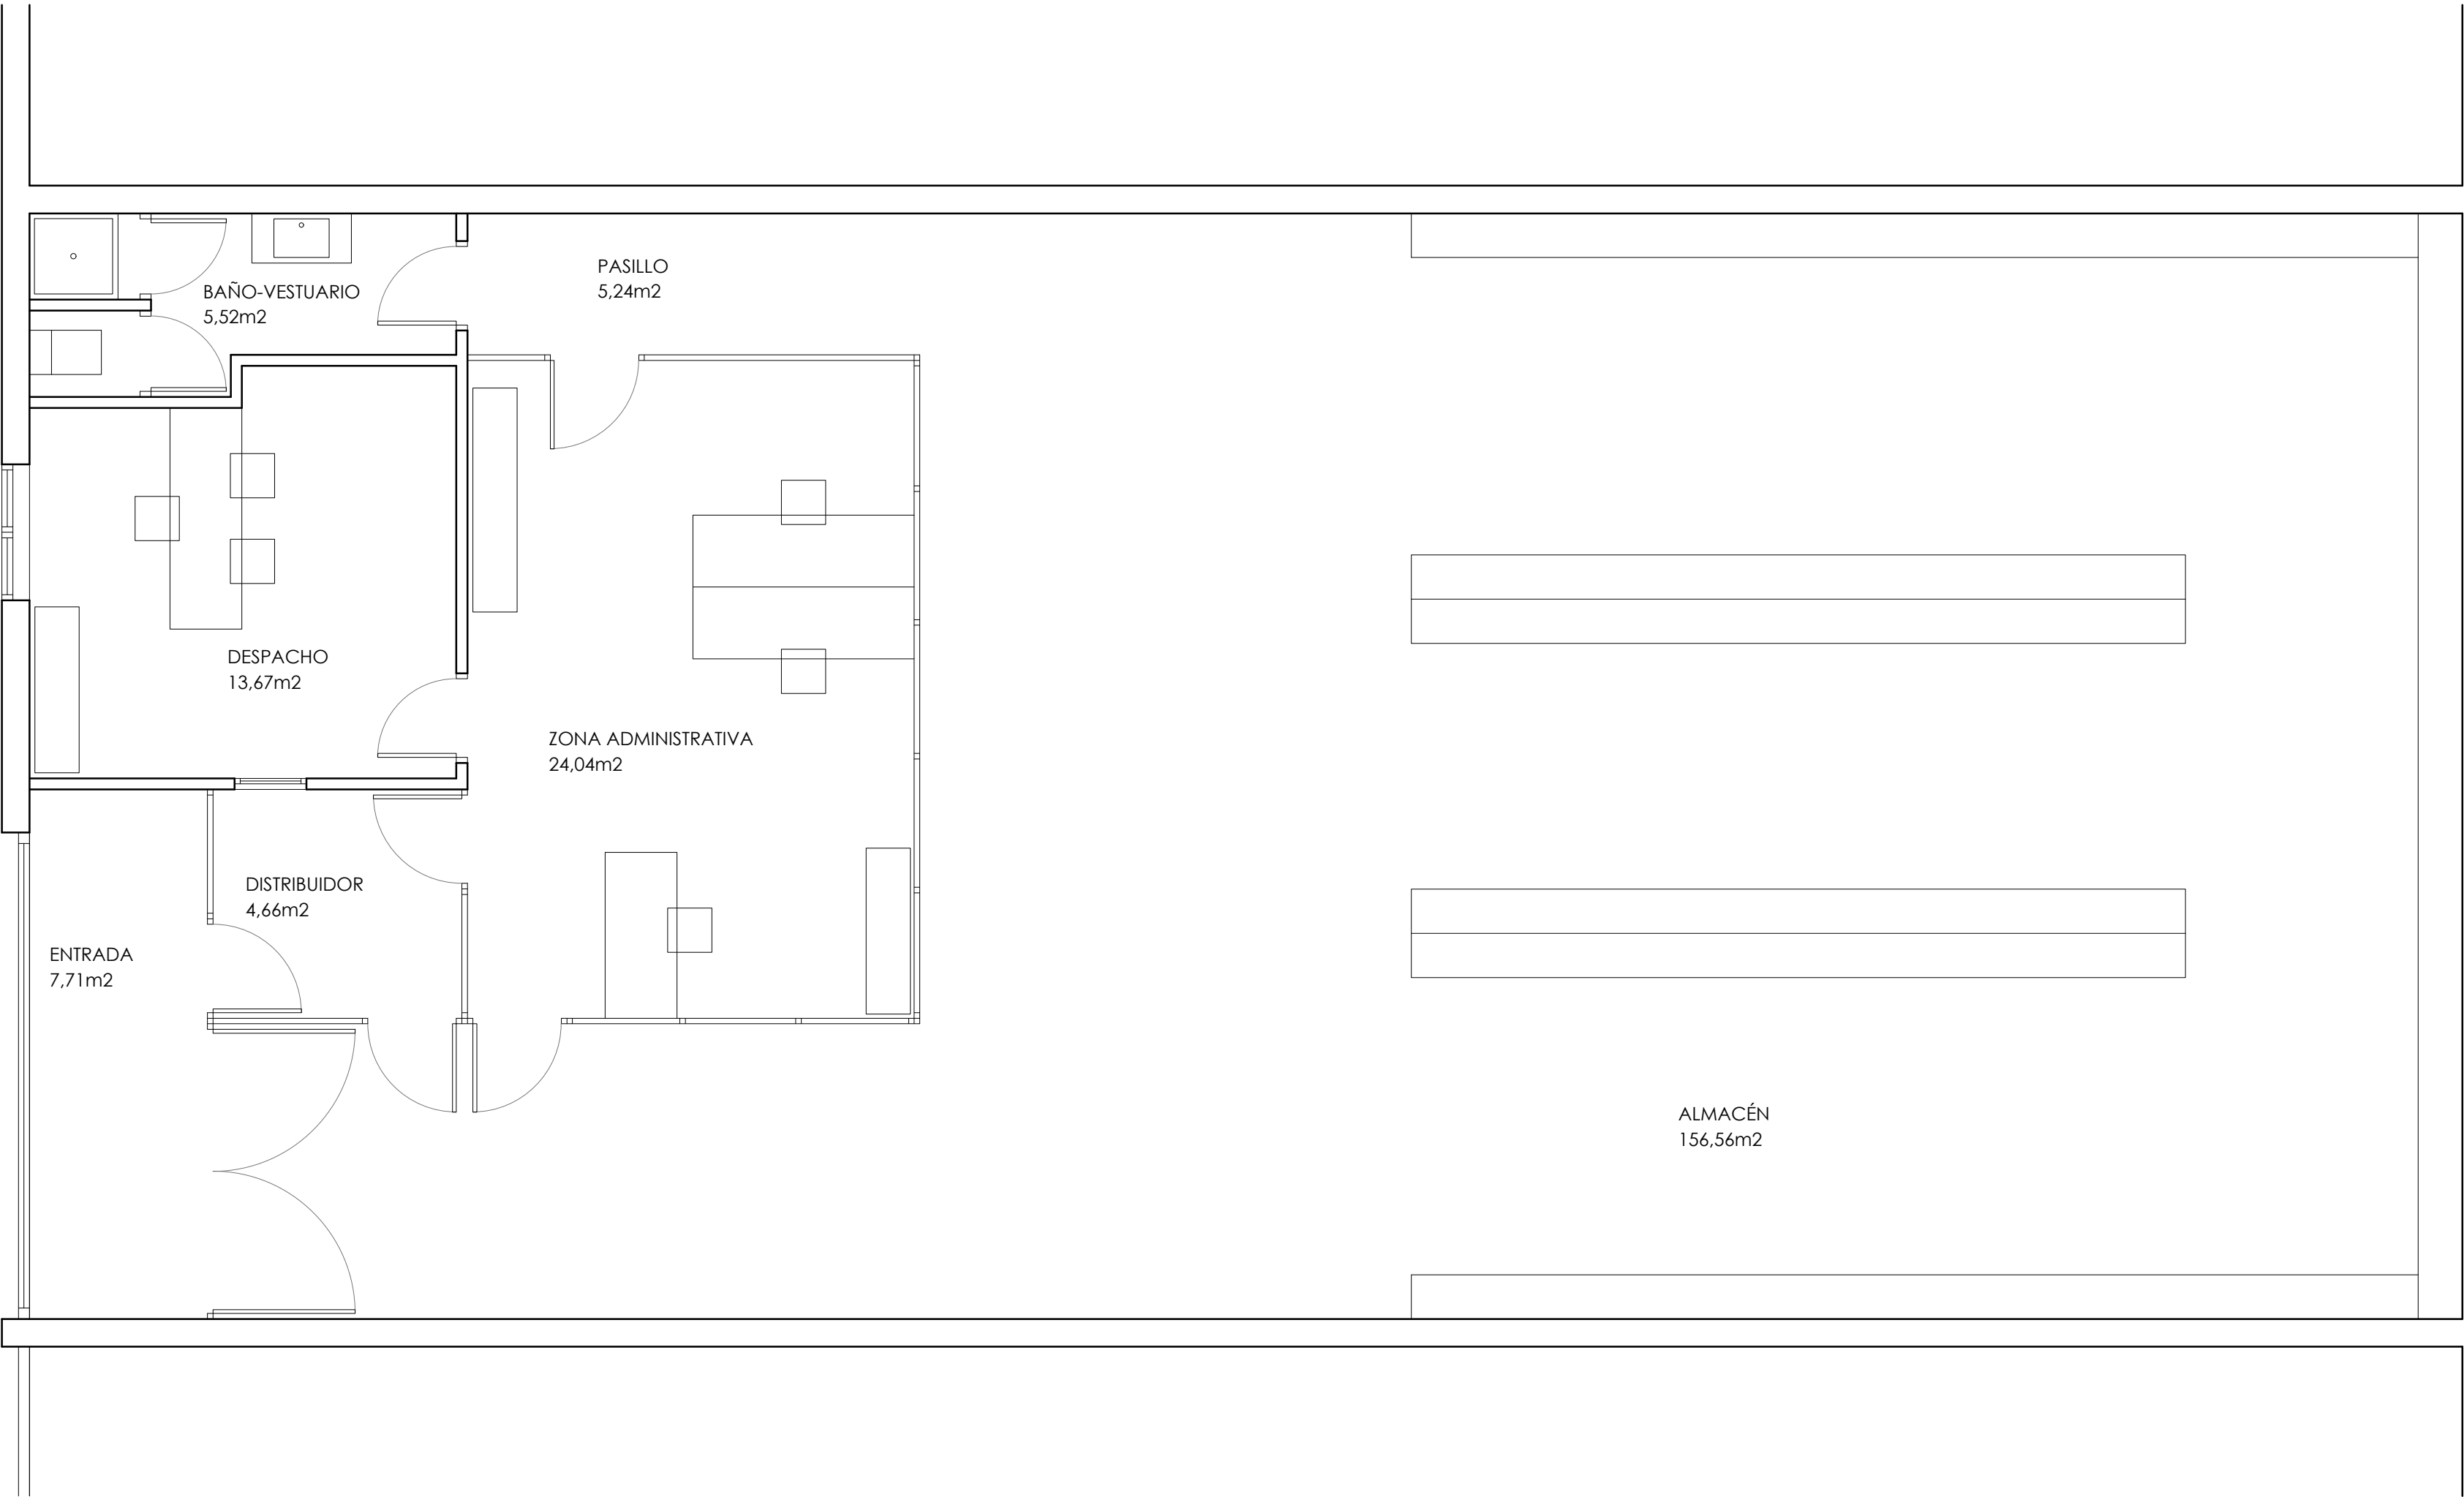 PASILLO
5,24m2
BAÑO-VESTUARIO
5,52m2
DESPACHO
13,67m2
ZONA ADMINISTRATIVA
24,04m2
DISTRIBUIDOR
4,66m2
ENTRADA
7,71m2
ALMACÉN
156,56m2